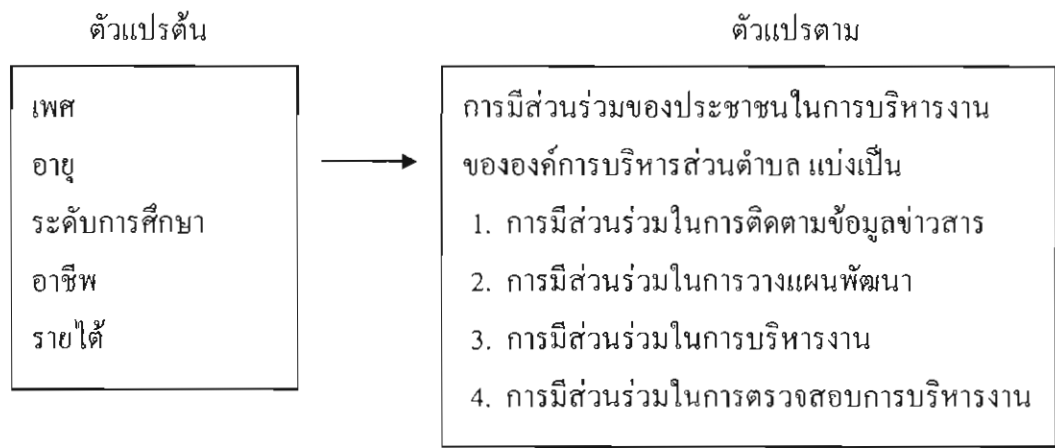 ตัวแปรต้น
เพศ
อายุ
ระดับการศึกษา
อาชีพ
รายได้
ตัวแปรตาม
การมีส่วนร่วมของประชาชนในการบริหารงาน
ขององค์การบริหารส่วนตำบล แบ่งเป็น
1. การมีส่วนร่วมในการติดตามข้อมูลข่าวสาร
2. การมีส่วนร่วมในการวางแผนพัฒนา
3. การมีส่วนร่วมในการบริหารงาน
4. การมีส่วนร่วมในการตรวจสอบการบริหารงาน